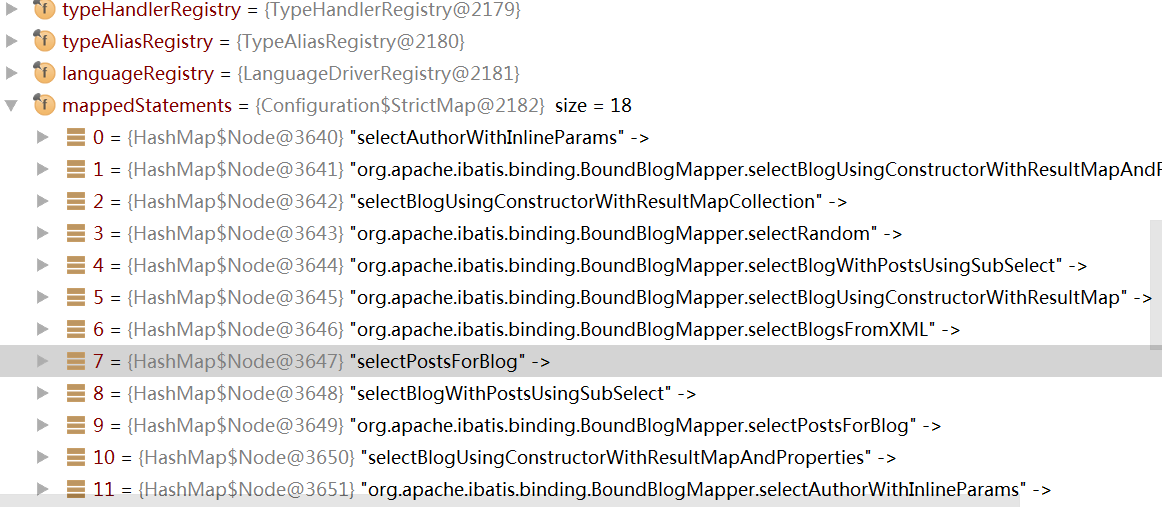 f typeHandlerRegistry = {TypeHandlerRegistry@2179}
f typeAliasRegistry = {TypeAliasRegistry@2180}
f languageRegistry = {LanguageDriverRegistry@2181}
f mappedStatements = {Configuration$StrictMap@2182} size = 18
0 = {HashMap$Node@3640} "selectAuthorWithInlineParams" ->
1 = {HashMap$Node@3641} "org.apache.ibatis.binding.BoundBlogMapper.selectBlogUsingConstructorWithResultMapAnd
2 = {HashMap$Node@3642} "selectBlogUsingConstructorWithResultMapCollection" ->
3 = {HashMap$Node@3643} "org.apache.ibatis.binding.BoundBlogMapper.selectRandom" ->
4 = {HashMap$Node@3644} "org.apache.ibatis.binding.BoundBlogMapper.selectBlogWithPostsUsingSubSelect" ->
5 = {HashMap$Node@3645} "org.apache.ibatis.binding.BoundBlogMapper.selectBlogUsingConstructorWithResultMap" ->
6 = {HashMap$Node@3646} "org.apache.ibatis.binding.BoundBlogMapper.selectBlogsFromXML" ->
7 = {HashMap$Node@3647} "selectPostsForBlog" ->
8 = {HashMap$Node@3648} "selectBlogWithPostsUsingSubSelect" ->
9 = {HashMap$Node@3649} "org.apache.ibatis.binding.BoundBlogMapper.selectPostsForBlog" ->
10 = {HashMap$Node@3650} "selectBlogUsingConstructorWithResultMapAndProperties" ->
11 = {HashMap$Node@3651} "org.apache.ibatis.binding.BoundBlogMapper.selectAuthorWithInlineParams" ->